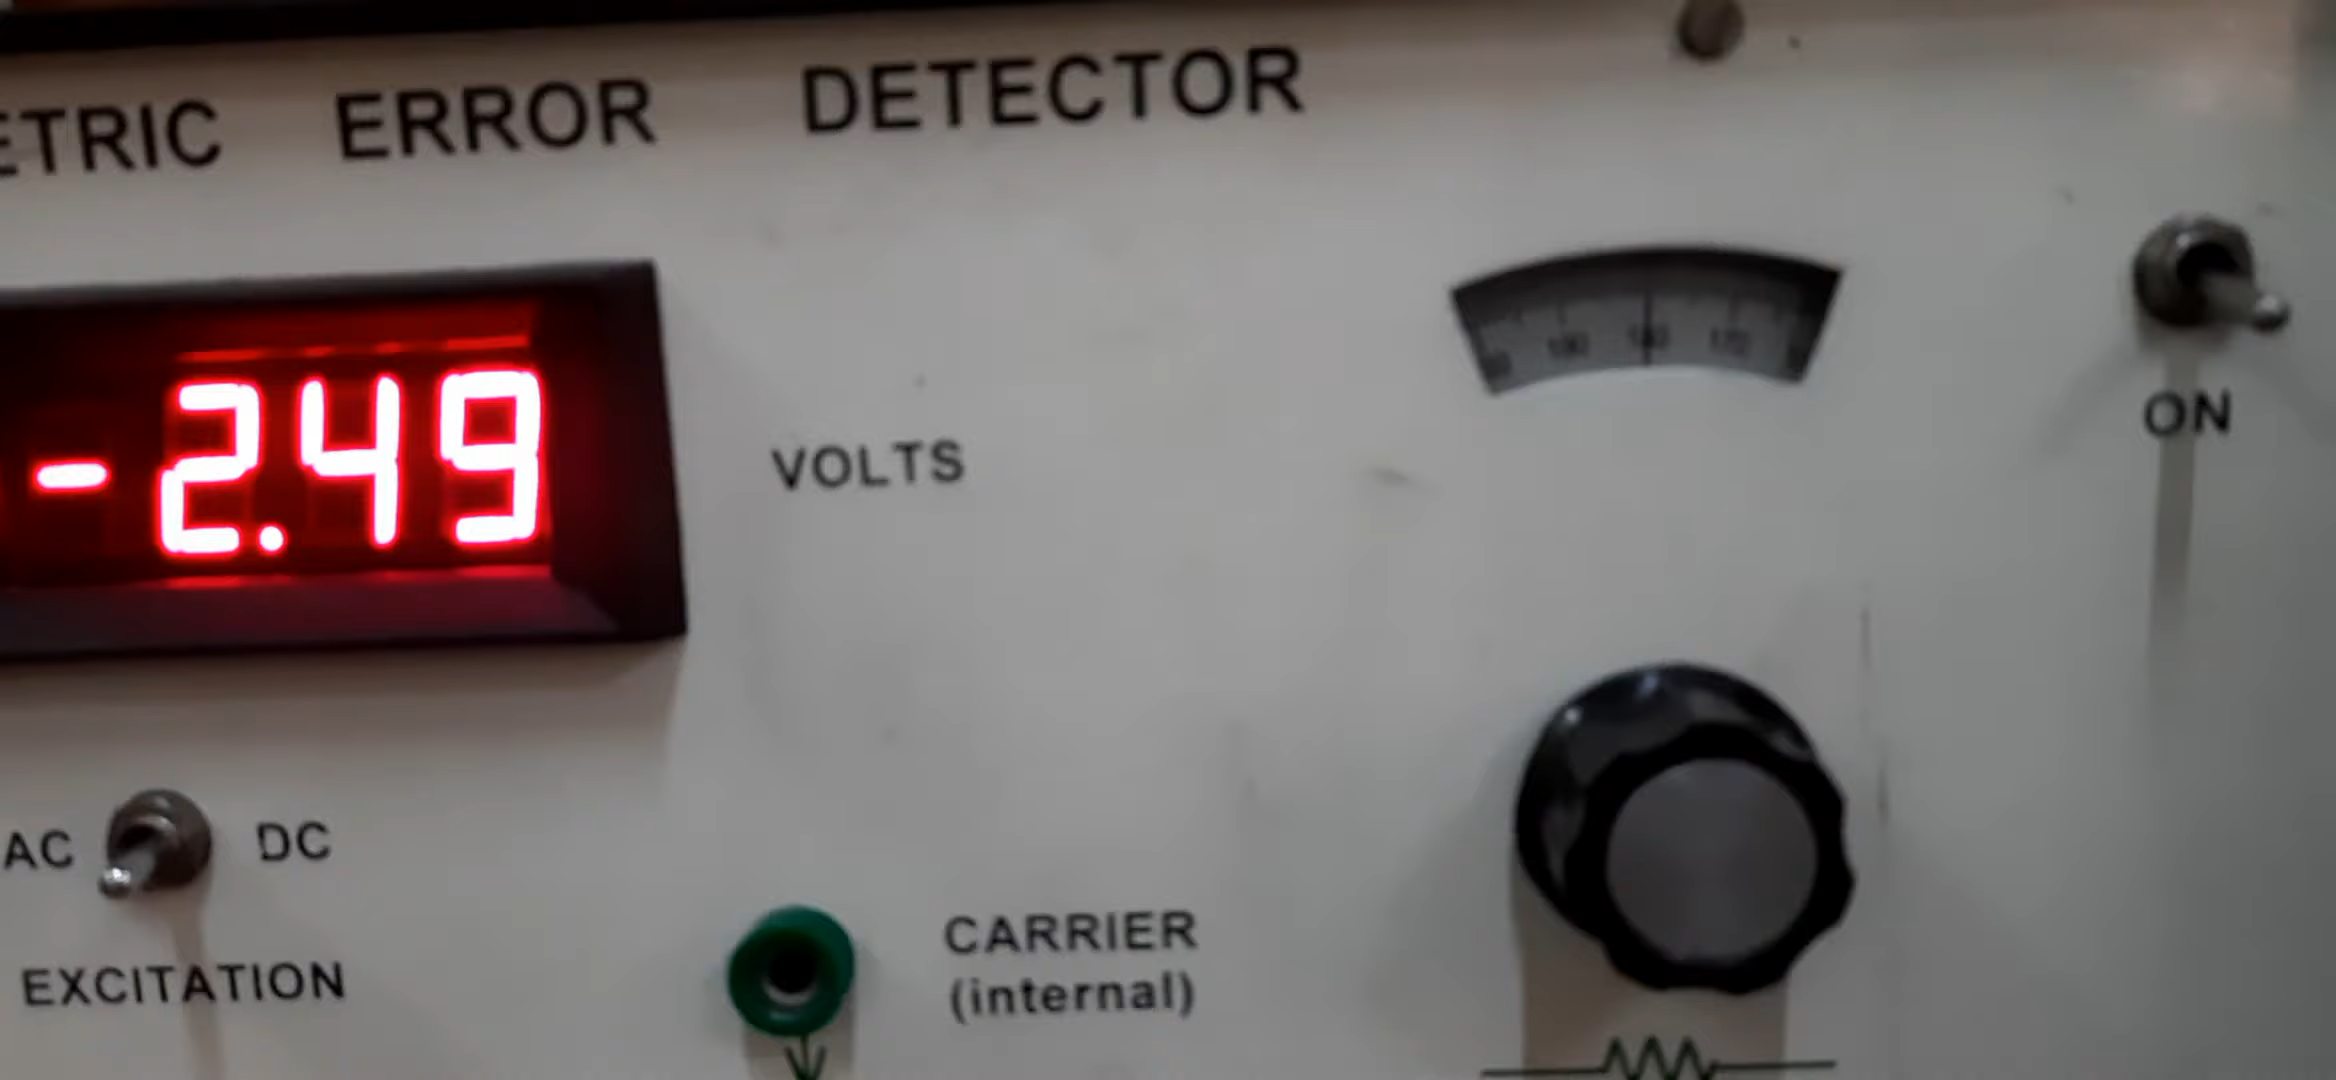 ETRIC ERROR DETECTOR
-2.49
VOLTS
ON
AC
DC
EXCITATION
CARRIER
(internal)